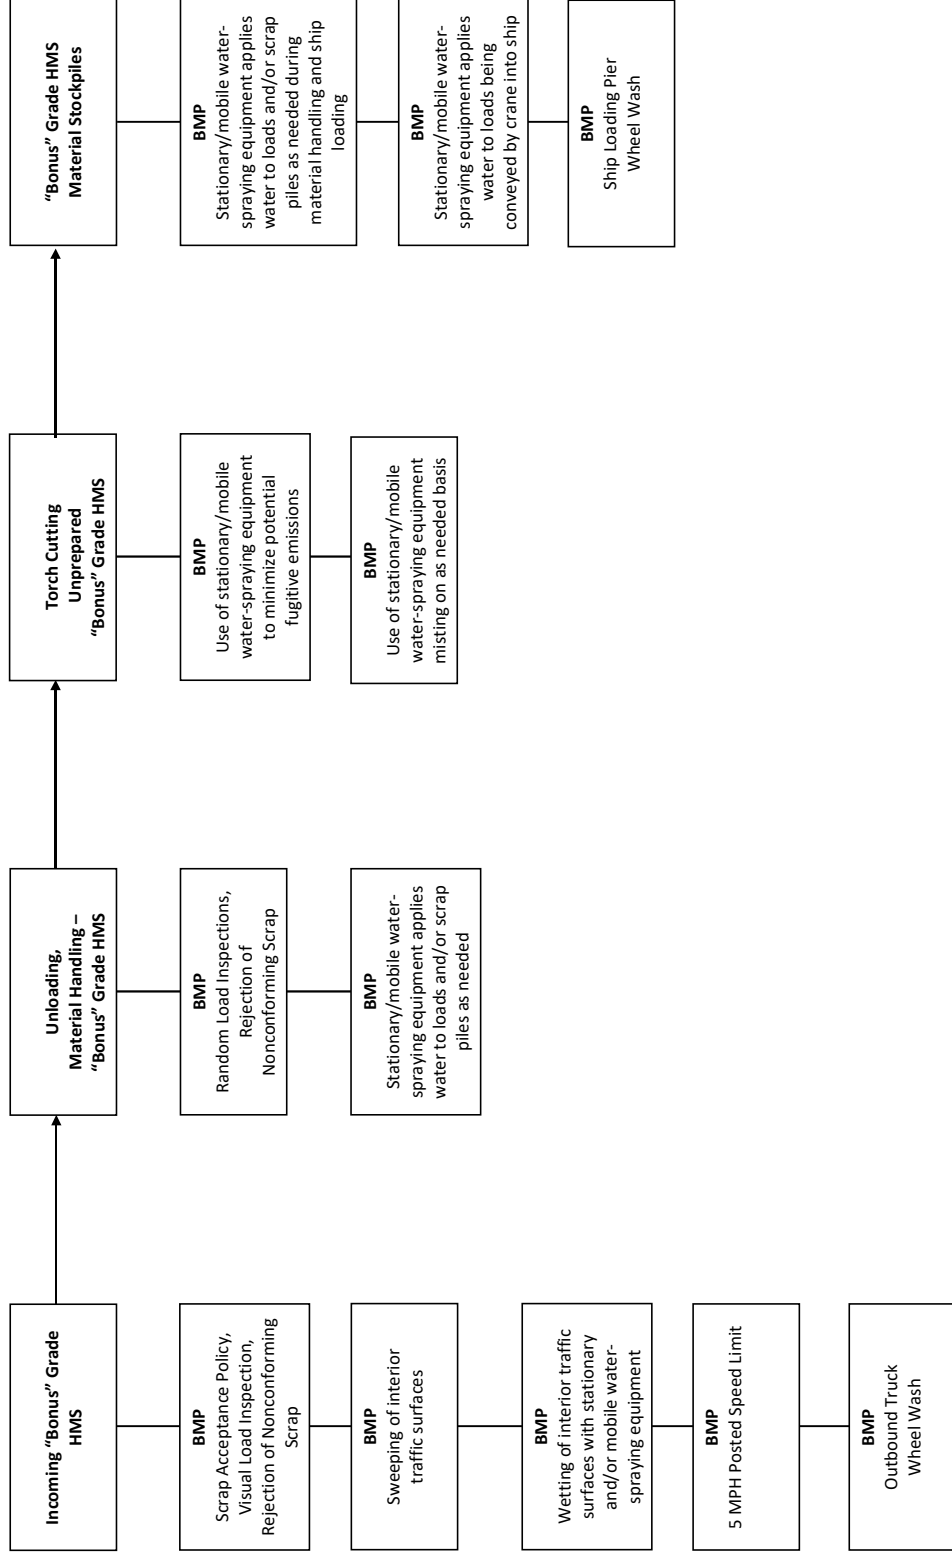 Incoming “Bonus” Grade
HMS
BMP
Scrap Acceptance Policy,
Visual Load Inspection,
Rejection of Nonconforming
Scrap
BMP
Sweeping of interior
traffic surfaces
BMP
Wetting of interior traffic
surfaces with stationary
and/or mobile water-
spraying equipment
BMP
5 MPH Posted Speed Limit
BMP
Outbound Truck
Wheel Wash
Unloading,
Material Handling –
“Bonus” Grade HMS
BMP
Random Load Inspections,
Rejection of
Nonconforming Scrap
BMP
Stationary/mobile water-
spraying equipment applies
water to loads and/or scrap
piles as needed
Torch Cutting
Unprepared
“Bonus” Grade HMS
BMP
Use of stationary/mobile
water-spraying equipment
to minimize potential
fugitive emissions
BMP
Use of stationary/mobile
water-spraying equipment
misting on as needed basis
“Bonus” Grade HMS
Material Stockpiles
BMP
Stationary/mobile water-
spraying equipment applies
water to loads and/or scrap
piles as needed during
material handling and ship
loading
BMP
Stationary/mobile water-
spraying equipment applies
water to loads being
conveyed by crane into ship
BMP
Ship Loading Pier
Wheel Wash